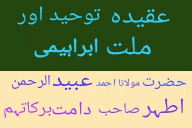 عقیدہ توحید اور
ملت ابراہیمی
حضرت مولانا احمد عبید الرحمن
اطہر صاحب دامت برکاتہم